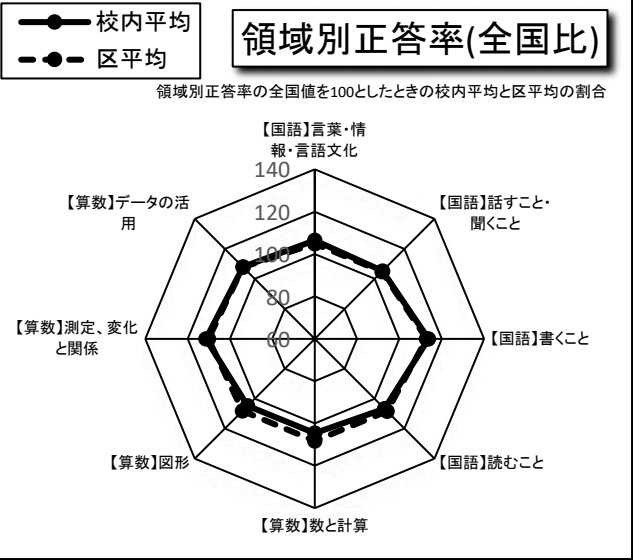 校内平均
区平均
領域別正答率(全国比)
領域別正答率の全国値を100としたときの校内平均と区平均の割合
【国語】言葉・情
報・言語文化
【国語】話すこと・
聞くこと
【国語】書くこと
【国語】読むこと
【算数】数と計算
【算数】図形
【算数】測定、変化
と関係
【算数】データの活
用
140
120
100
80
60